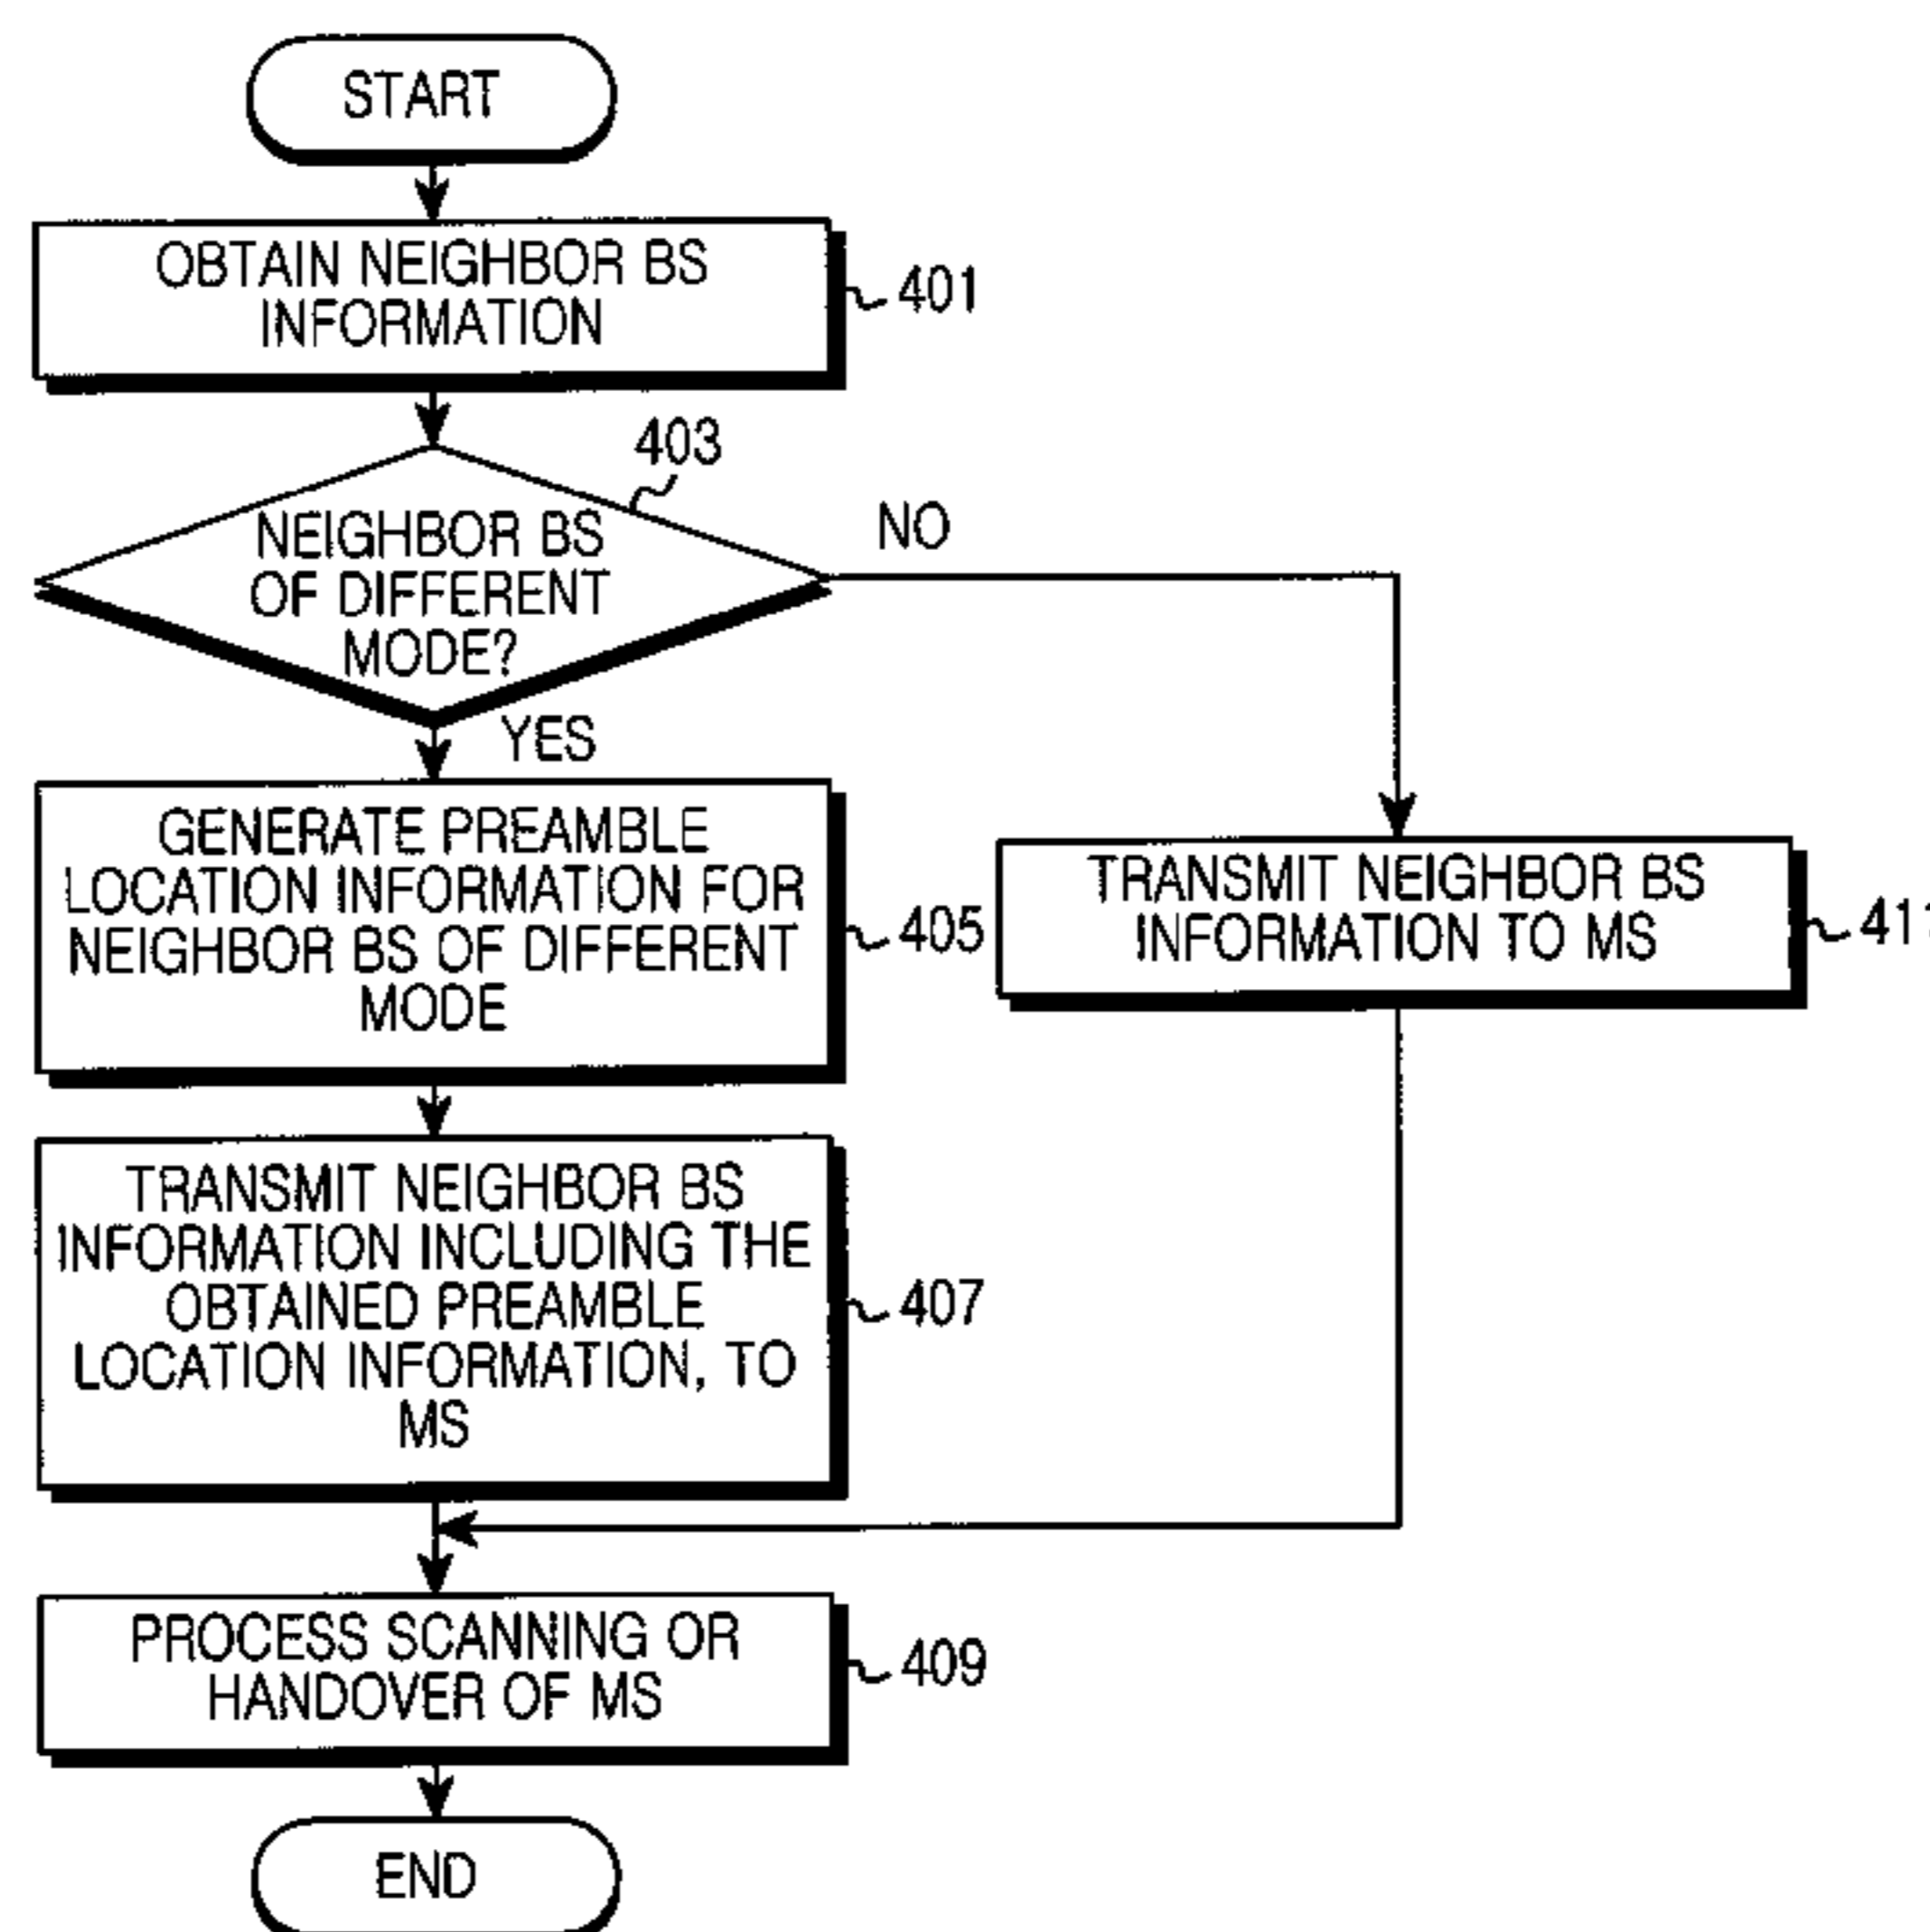 START
OBTAIN NEIGHBOR BS
INFORMATION
401
403
NEIGHBOR BS
OF DIFFERENT
MODE?
NO
YES
GENERATE PREAMBLE
LOCATION INFORMATION FOR
NEIGHBOR BS OF DIFFERENT
MODE
405
TRANSMIT NEIGHBOR BS
INFORMATION TO MS
TRANSMIT NEIGHBOR BS
INFORMATION INCLUDING THE
OBTAINED PREAMBLE
LOCATION INFORMATION, TO
MS
407
PROCESS SCANNING OR
HANDOVER OF MS
409
END